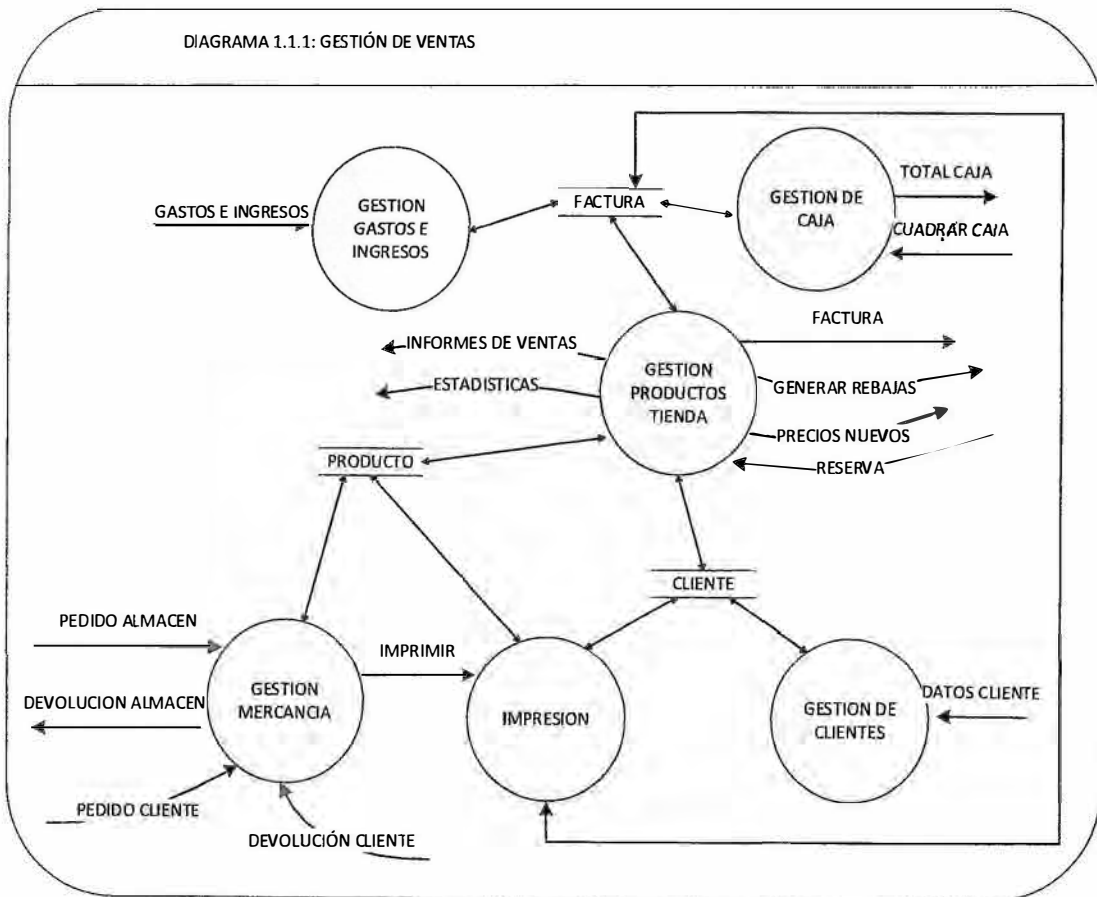 DIAGRAMA 1.1.1: GESTIÓN DE VENTAS
GASTOS E INGRESOS
GESTION
GASTOS E
INGRESOS
FACTURA
GESTION DE
CAJA
TOTAL CAJA
CUADRAR CAJA
INFORMES DE VENTAS
ESTADISTICAS
GESTION
PRODUCTOS
TIENDA
FACTURA
GENERAR REBAJAS
PRECIOS NUEVOS
RESERVA
PRODUCTO
CLIENTE
PEDIDO ALMACEN
DEVOLUCION ALMACEN
PEDIDO CLIENTE
DEVOLUCIÓN CLIENTE
GESTION
MERCANCIA
IMPRIMIR
IMPRESION
GESTION DE
CLIENTES
DATOS CLIENTE